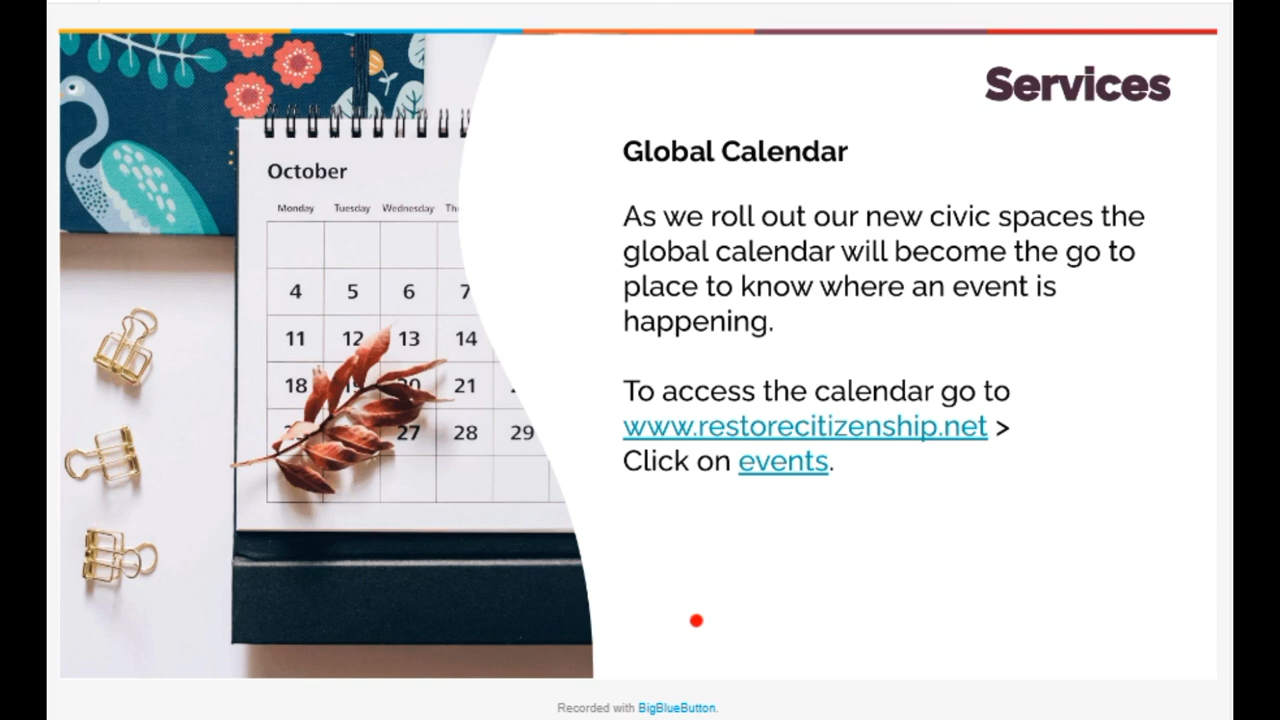 Services
Global Calendar
As we roll out our new civic spaces the
global calendar will become the go to
place to know where an event is
happening.
To access the calendar go to
www.restorecitizenship.net >
Click on events.
October
Monday Tuesday Wednesday
4 5 6 7
11 12 13 14
18 19 20 21
27 28 29
Recorded with BigBlueButton.